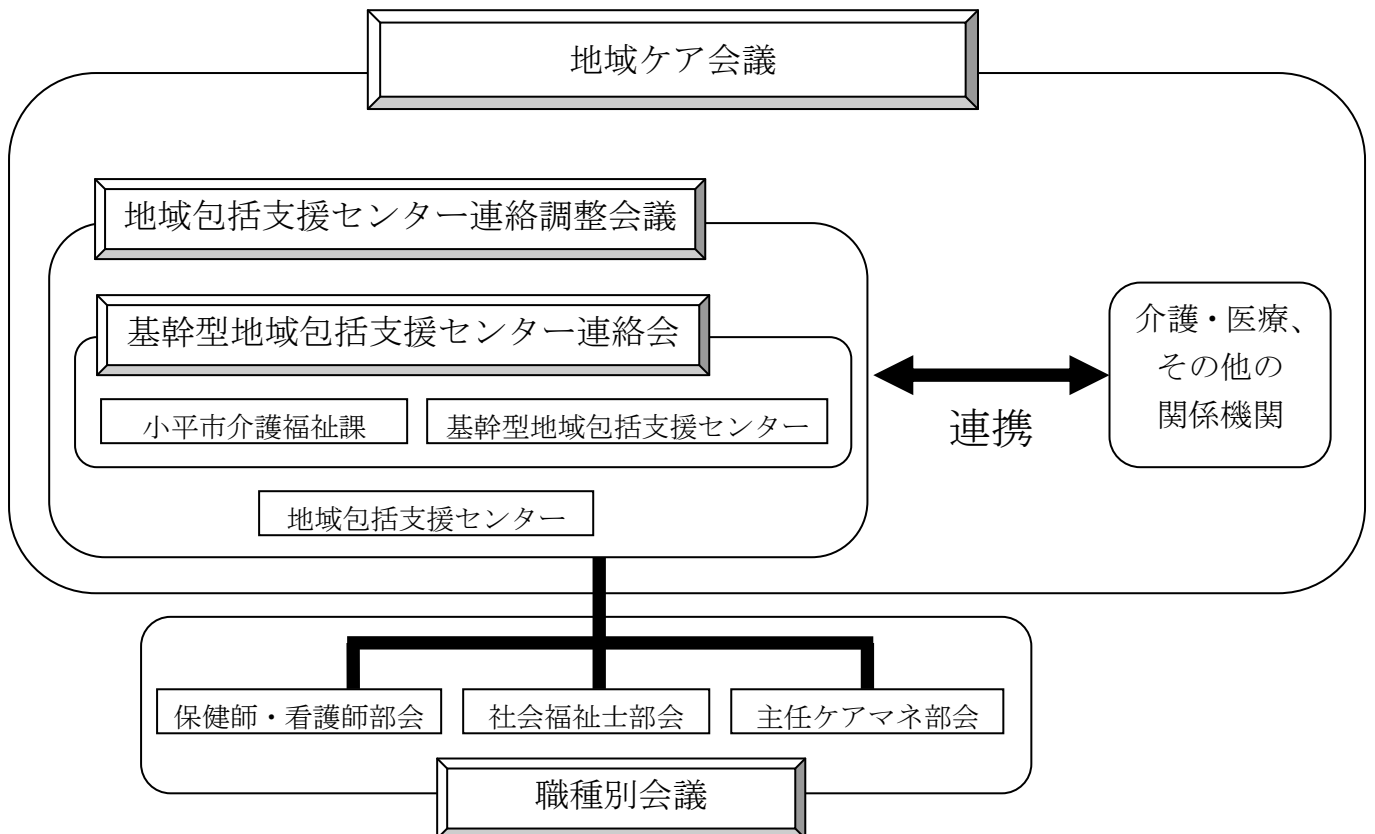 地域ケア会議
地域包括支援センター連絡調整会議
基幹型地域包括支援センター連絡会
小平市介護福祉課
基幹型地域包括支援センター
地域包括支援センター
連携
介護・医療、
その他の
関係機関
保健師・看護師部会
社会福祉士部会
主任ケアマネ部会
職種別会議